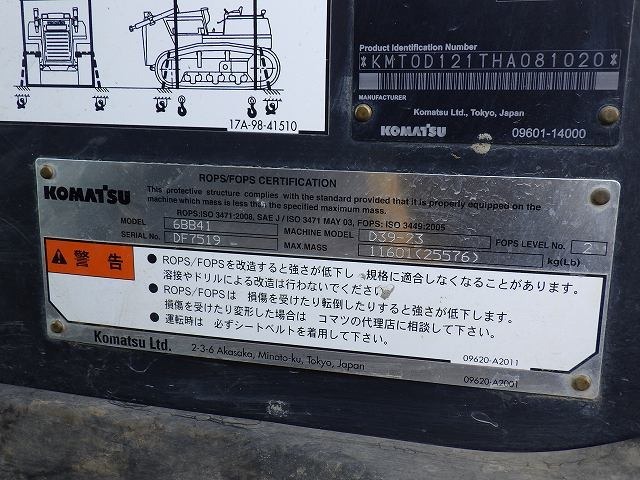 17A-98-41510
Product Identification Number
*KMT0D121THA081020*
MANUFACTURER
Komatsu Ltd., Tokyo, Japan
KOMATSU 09601-14000
KOMATSU
ROPS/FOPS CERTIFICATION
This protective structure complies with the standard provided that it is properly equipped on the
machine which mass is less than the specified maximum mass.
ROPS:ISO 3471:2008, SAE J / ISO 3471 MAY 03, FOPS: ISO 3449:2005
MODEL 6BB41 MACHINE MODEL D39-23 FOPS LEVEL No. 2
SERIAL No. DF7519 MAX.MASS 11601(25576) kg(Lb)
警告
● ROPS/FOPSを改造すると強さが低下し 規格に適合しなくなることがあります。
溶接やドリルによる改造は行わないでください。
● ROPS/FOPSは 損傷を受けたり転倒したりすると強さが低下します。
損傷を受けたり変形した場合は コマツの代理店に相談して下さい。
● 運転時は 必ずシートベルトを着用して下さい。
09620-A2011
Komatsu Ltd. 2-3-6 Akasaka, Minato-ku, Tokyo, Japan
09620-A2001